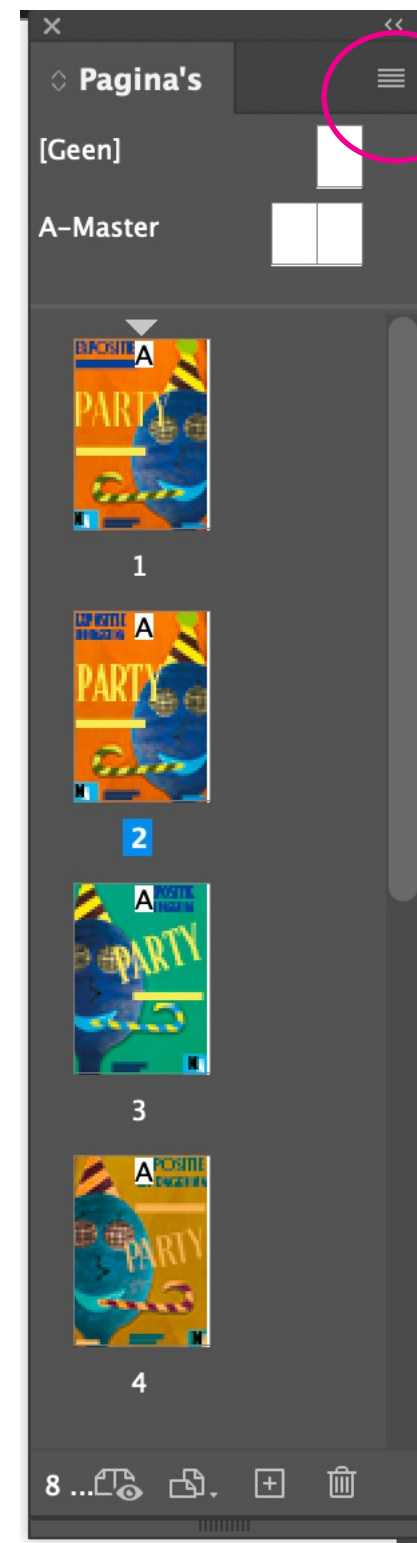 Pagina's
[Geen]
A-Master
A
PARTY
1
A
PARTY
2
A
PARTY
3
A
PARTY
4
8 ...